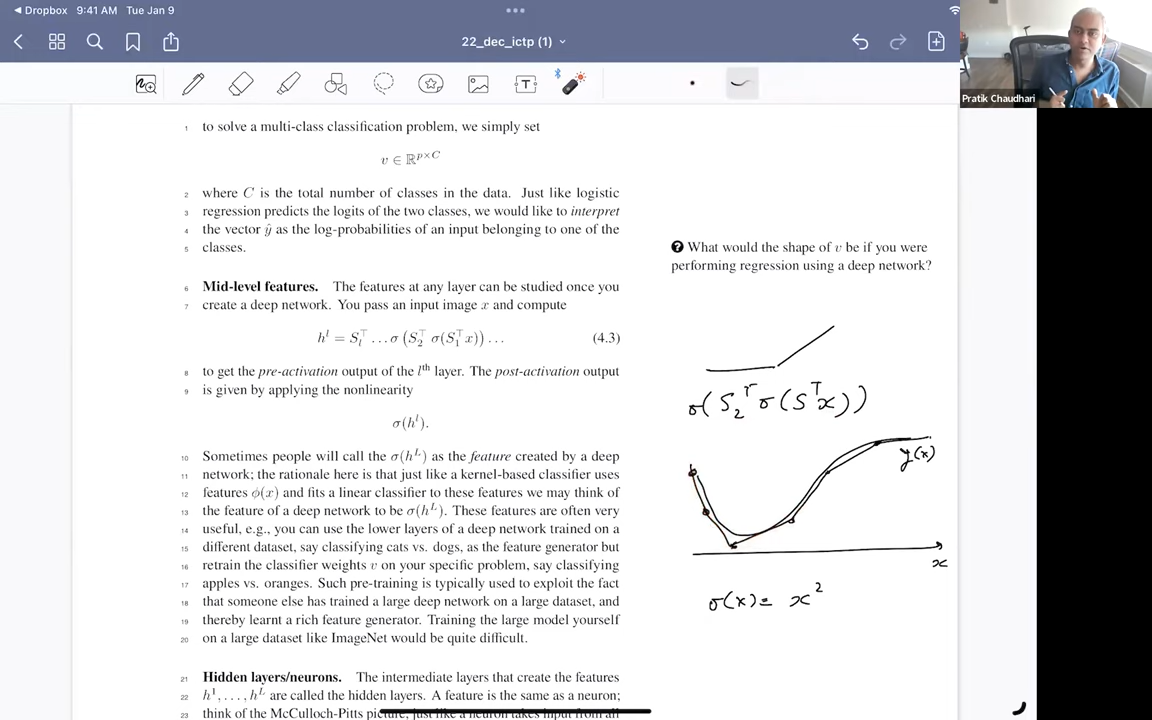 Dropbox 9:41 AM Tue Jan 9
22_dec_ictp (1)
T
Pratik Chaudhari
1 to solve a multi-class classification problem, we simply set
v ∈ ℝ^{p×C}
2 where C is the total number of classes in the data. Just like logistic
3 regression predicts the logits of the two classes, we would like to interpret
4 the vector ŷ as the log-probabilities of an input belonging to one of the
5 classes.
6 Mid-level features. The features at any layer can be studied once you
7 create a deep network. You pass an input image x and compute
h^l = S_l^⊤ … σ (S_2^⊤ σ(S_1^⊤ x)) … (4.3)
8 to get the pre-activation output of the l^th layer. The post-activation output
9 is given by applying the nonlinearity
σ(h^l).
10 Sometimes people will call the σ(h^L) as the feature created by a deep
11 network; the rationale here is that just like a kernel-based classifier uses
12 features ϕ(x) and fits a linear classifier to these features we may think of
13 the feature of a deep network to be σ(h^L). These features are often very
14 useful, e.g., you can use the lower layers of a deep network trained on a
15 different dataset, say classifying cats vs. dogs, as the feature generator but
16 retrain the classifier weights v on your specific problem, say classifying
17 apples vs. oranges. Such pre-training is typically used to exploit the fact
18 that someone else has trained a large deep network on a large dataset, and
19 thereby learnt a rich feature generator. Training the large model yourself
20 on a large dataset like ImageNet would be quite difficult.
21 Hidden layers/neurons. The intermediate layers that create the features
22 h^1, …, h^L are called the hidden layers. A feature is the same as a neuron;
23 think of the McCulloch-Pitts picture, just like a neuron takes input from all
? What would the shape of v be if you were
performing regression using a deep network?
σ(S_2^T σ(S^T x))
y(x)
x
σ(x)= x^2